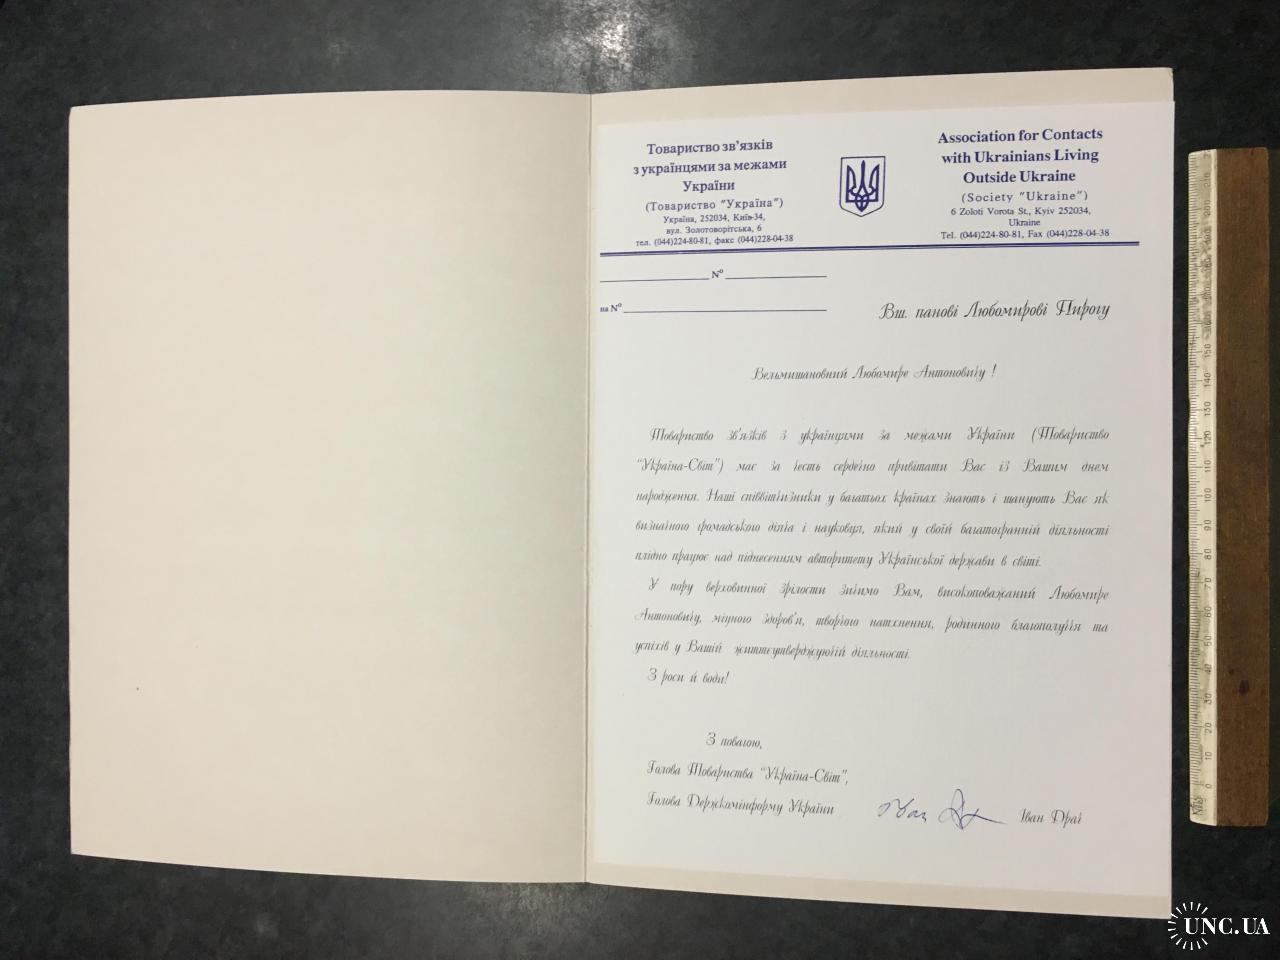 Товариство зв'язків
з українцями за межами
України
(Товариство "Україна")
Україна, 252034, Київ-34,
вул. Золотоворітська, 6
тел. (044)224-80-81, факс (044)228-04-38
Association for Contacts
with Ukrainians Living
Outside Ukraine
(Society "Ukraine")
6 Zoloti Vorota St., Kyiv 252034,
Ukraine
Tel. (044)224-80-81, Fax (044)228-04-38
№
на №
Вш. панові Любомирові Пирогу
Вельмишановний Любомире Антоновичу !
Товариство зв'язків з українцями за межами України (Товариство
"Україна-Світ") має за честь сердечно привітати Вас із Вашим днем
народження. Наші співвітчизники у багатьох країнах знають і шанують Вас як
визначного громадського діяча і науковця, який у своїй багатогранній діяльності
плідно працює над піднесенням авторитету Української держави в світі.
У пору верховинної зрілости зичимо Вам, високоповажаний Любомире
Антоновичу, міцного здоров'я, творчого натхнення, родинного благополуччя та
успіхів у Вашій життєутверджуючій діяльності.
З роси й води!
З повагою,
Голова Товариства "Україна-Світ",
Голова Держкомінформу України
Іван Драч
UNC.UA